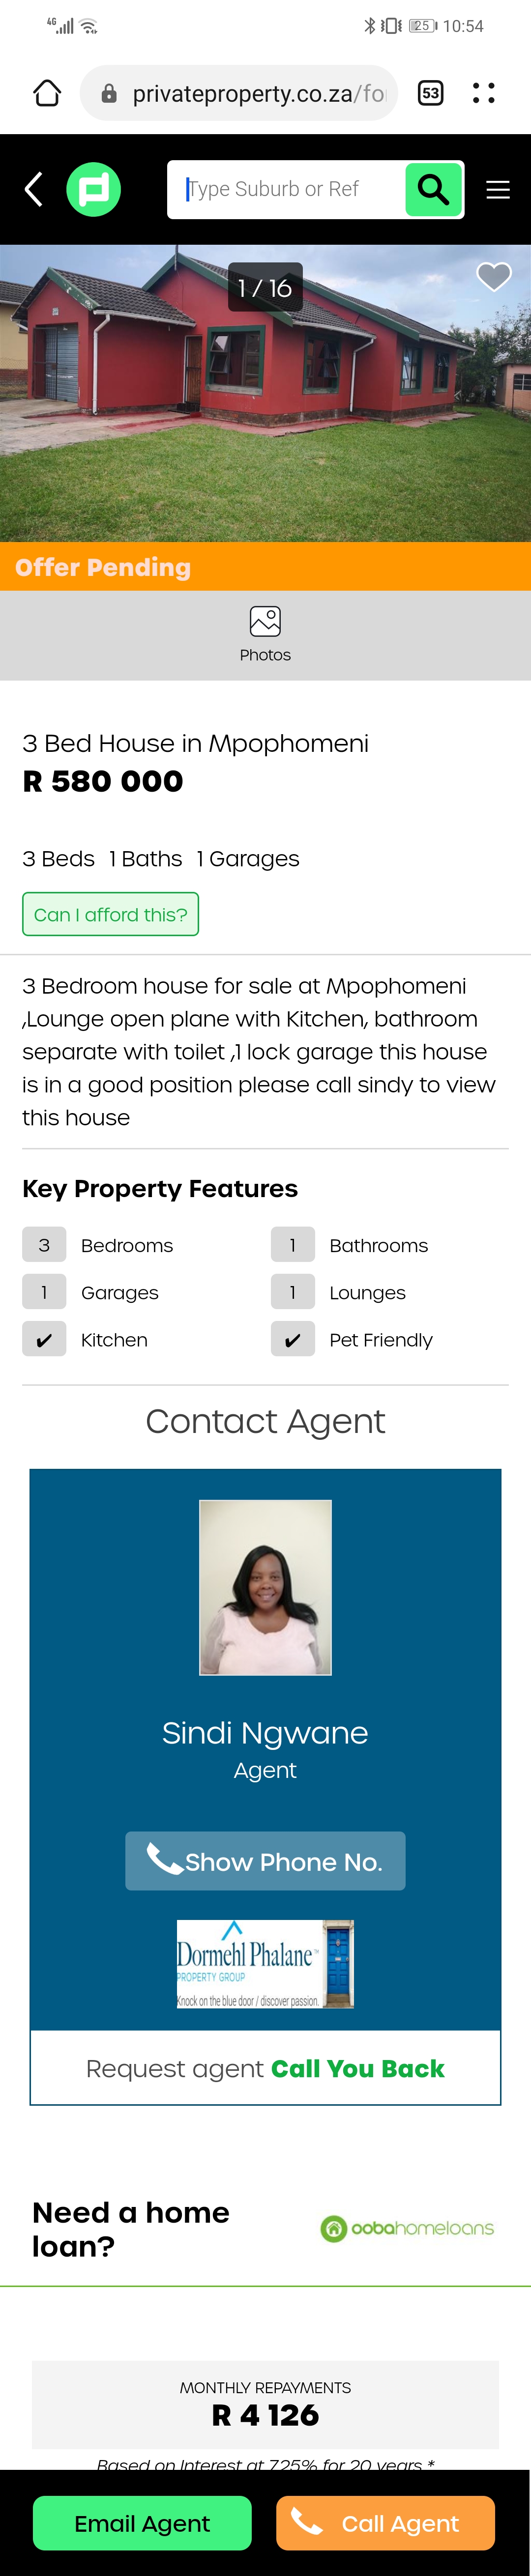 4G 25 10:54
privateproperty.co.za/for 53
Type Suburb or Ref
1 / 16
Offer Pending
Photos
3 Bed House in Mpophomeni
R 580 000
3 Beds 1 Baths 1 Garages
Can I afford this?
3 Bedroom house for sale at Mpophomeni
,Lounge open plane with Kitchen, bathroom
separate with toilet ,1 lock garage this house
is in a good position please call sindy to view
this house
Key Property Features
3 Bedrooms 1 Bathrooms
1 Garages 1 Lounges
✔ Kitchen ✔ Pet Friendly
Contact Agent
Sindi Ngwane
Agent
Show Phone No.
Dormehl Phalane™
PROPERTY GROUP
Knock on the blue door / discover passion.
Request agent Call You Back
Need a home
loan?
oobahomeloans
MONTHLY REPAYMENTS
R 4 126
Based on Interest at 7.25% for 20 years *
Email Agent Call Agent